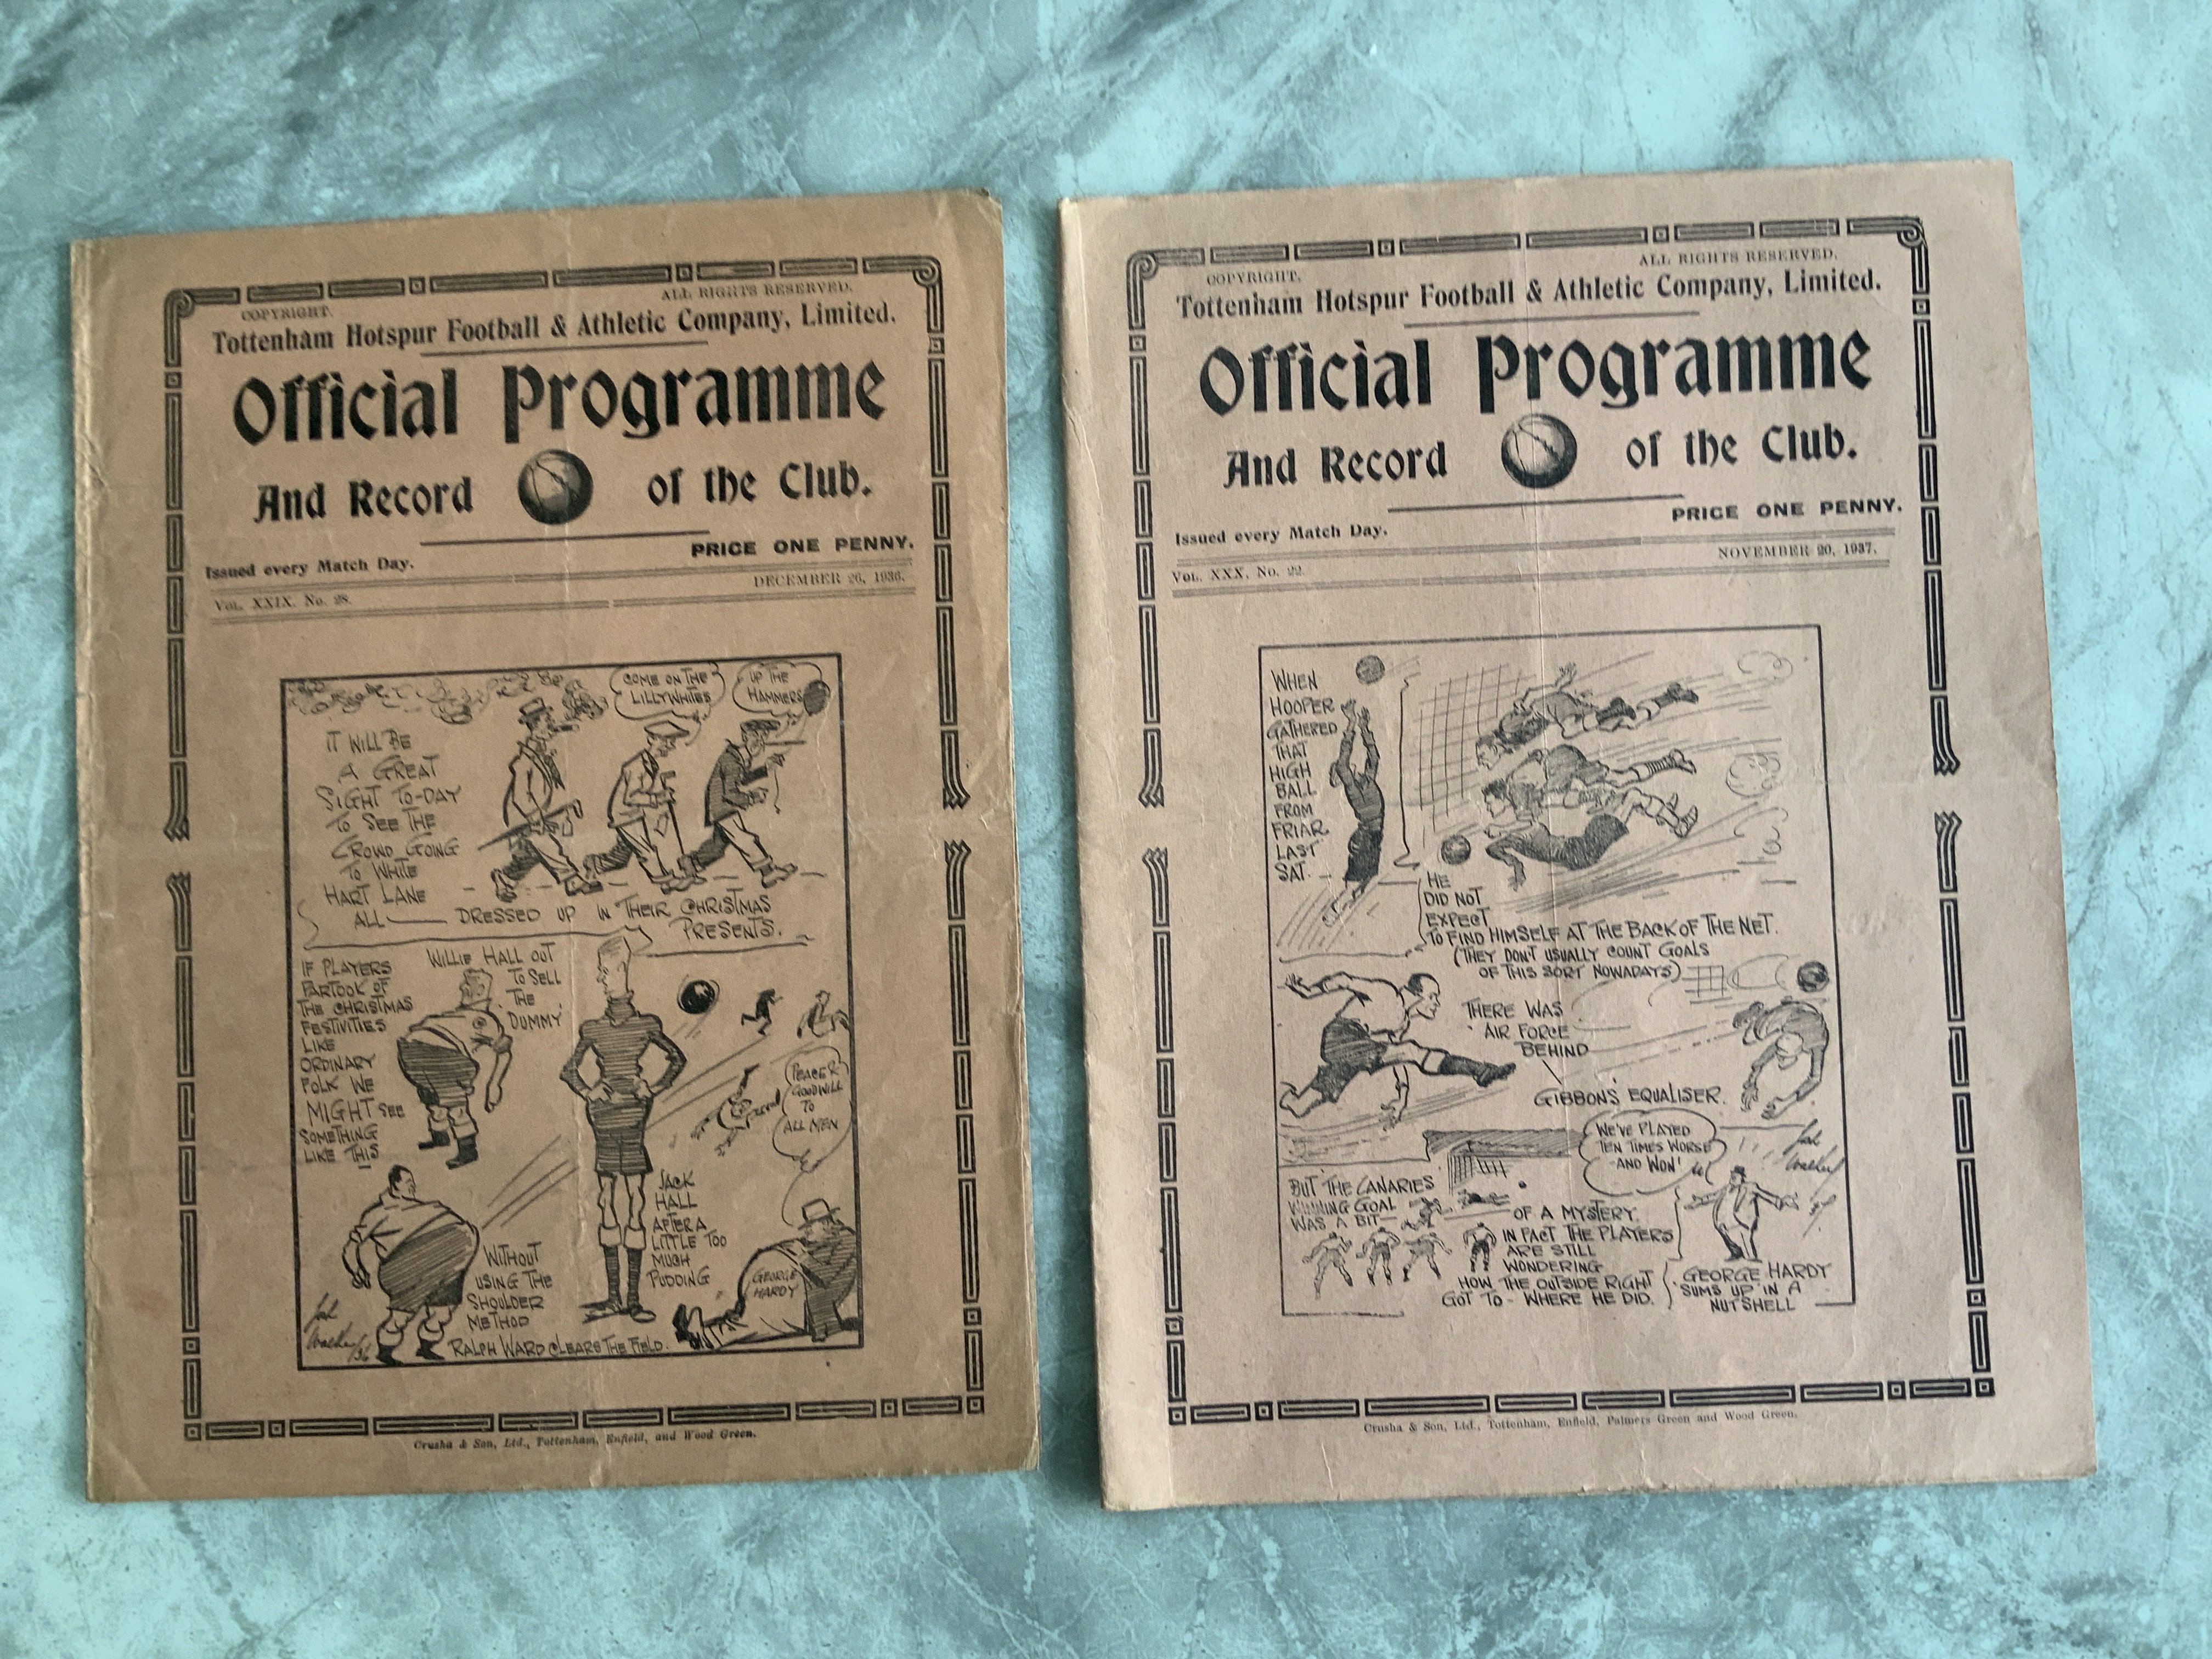 COPYRIGHT.
ALL RIGHTS RESERVED.
Tottenham Hotspur Football & Athletic Company, Limited.
Official Programme
And Record of the Club.
PRICE ONE PENNY.
Issued every Match Day.
DECEMBER 26, 1936.
VOL. XXIX. No. 28.
COME ON THE
LILLYWHITES
UP THE
HAMMERS
IT WILL BE
A GREAT
SIGHT TO-DAY
TO SEE THE
CROWD GOING
TO WHITE
HART LANE
ALL — DRESSED UP IN THEIR CHRISTMAS
PRESENTS.
IF PLAYERS
PARTOOK OF
THE CHRISTMAS
FESTIVITIES
LIKE
ORDINARY
FOLK WE
MIGHT SEE
SOMETHING
LIKE THIS
WILLIE HALL OUT
TO SELL
THE
DUMMY
PEACE &
GOODWILL
TO
ALL MEN
JACK
HALL
AFTER A
LITTLE TOO
MUCH
PUDDING
GEORGE
HARDY
WITHOUT
USING THE
SHOULDER
METHOD
RALPH WARD CLEARS THE FIELD.
/36
Crusha & Son, Ltd., Tottenham, Enfield, and Wood Green.
COPYRIGHT.
ALL RIGHTS RESERVED.
Tottenham Hotspur Football & Athletic Company, Limited.
Official Programme
And Record of the Club.
PRICE ONE PENNY.
Issued every Match Day.
NOVEMBER 20, 1937.
VOL. XXX. No. 22.
WHEN
HOOPER
GATHERED
THAT
HIGH
BALL
FROM
FRIAR
LAST
SAT. —
HE
DID NOT
EXPECT
TO FIND HIMSELF AT THE BACK OF THE NET.
(THEY DON'T USUALLY COUNT GOALS
OF THIS SORT NOWADAYS)
THERE WAS
AIR FORCE
BEHIND
GIBBON'S EQUALISER.
WE'VE PLAYED
TEN TIMES WORSE
-AND WON'
BUT THE CANARIES
WINNING GOAL
WAS A BIT—
OF A MYSTERY.
IN FACT THE PLAYERS
ARE STILL
WONDERING
HOW THE OUTSIDE RIGHT
GOT TO - WHERE HE DID.
GEORGE HARDY
'SUMS UP' IN A
NUTSHELL
Crusha & Son, Ltd., Tottenham, Enfield, Palmers Green and Wood Green.